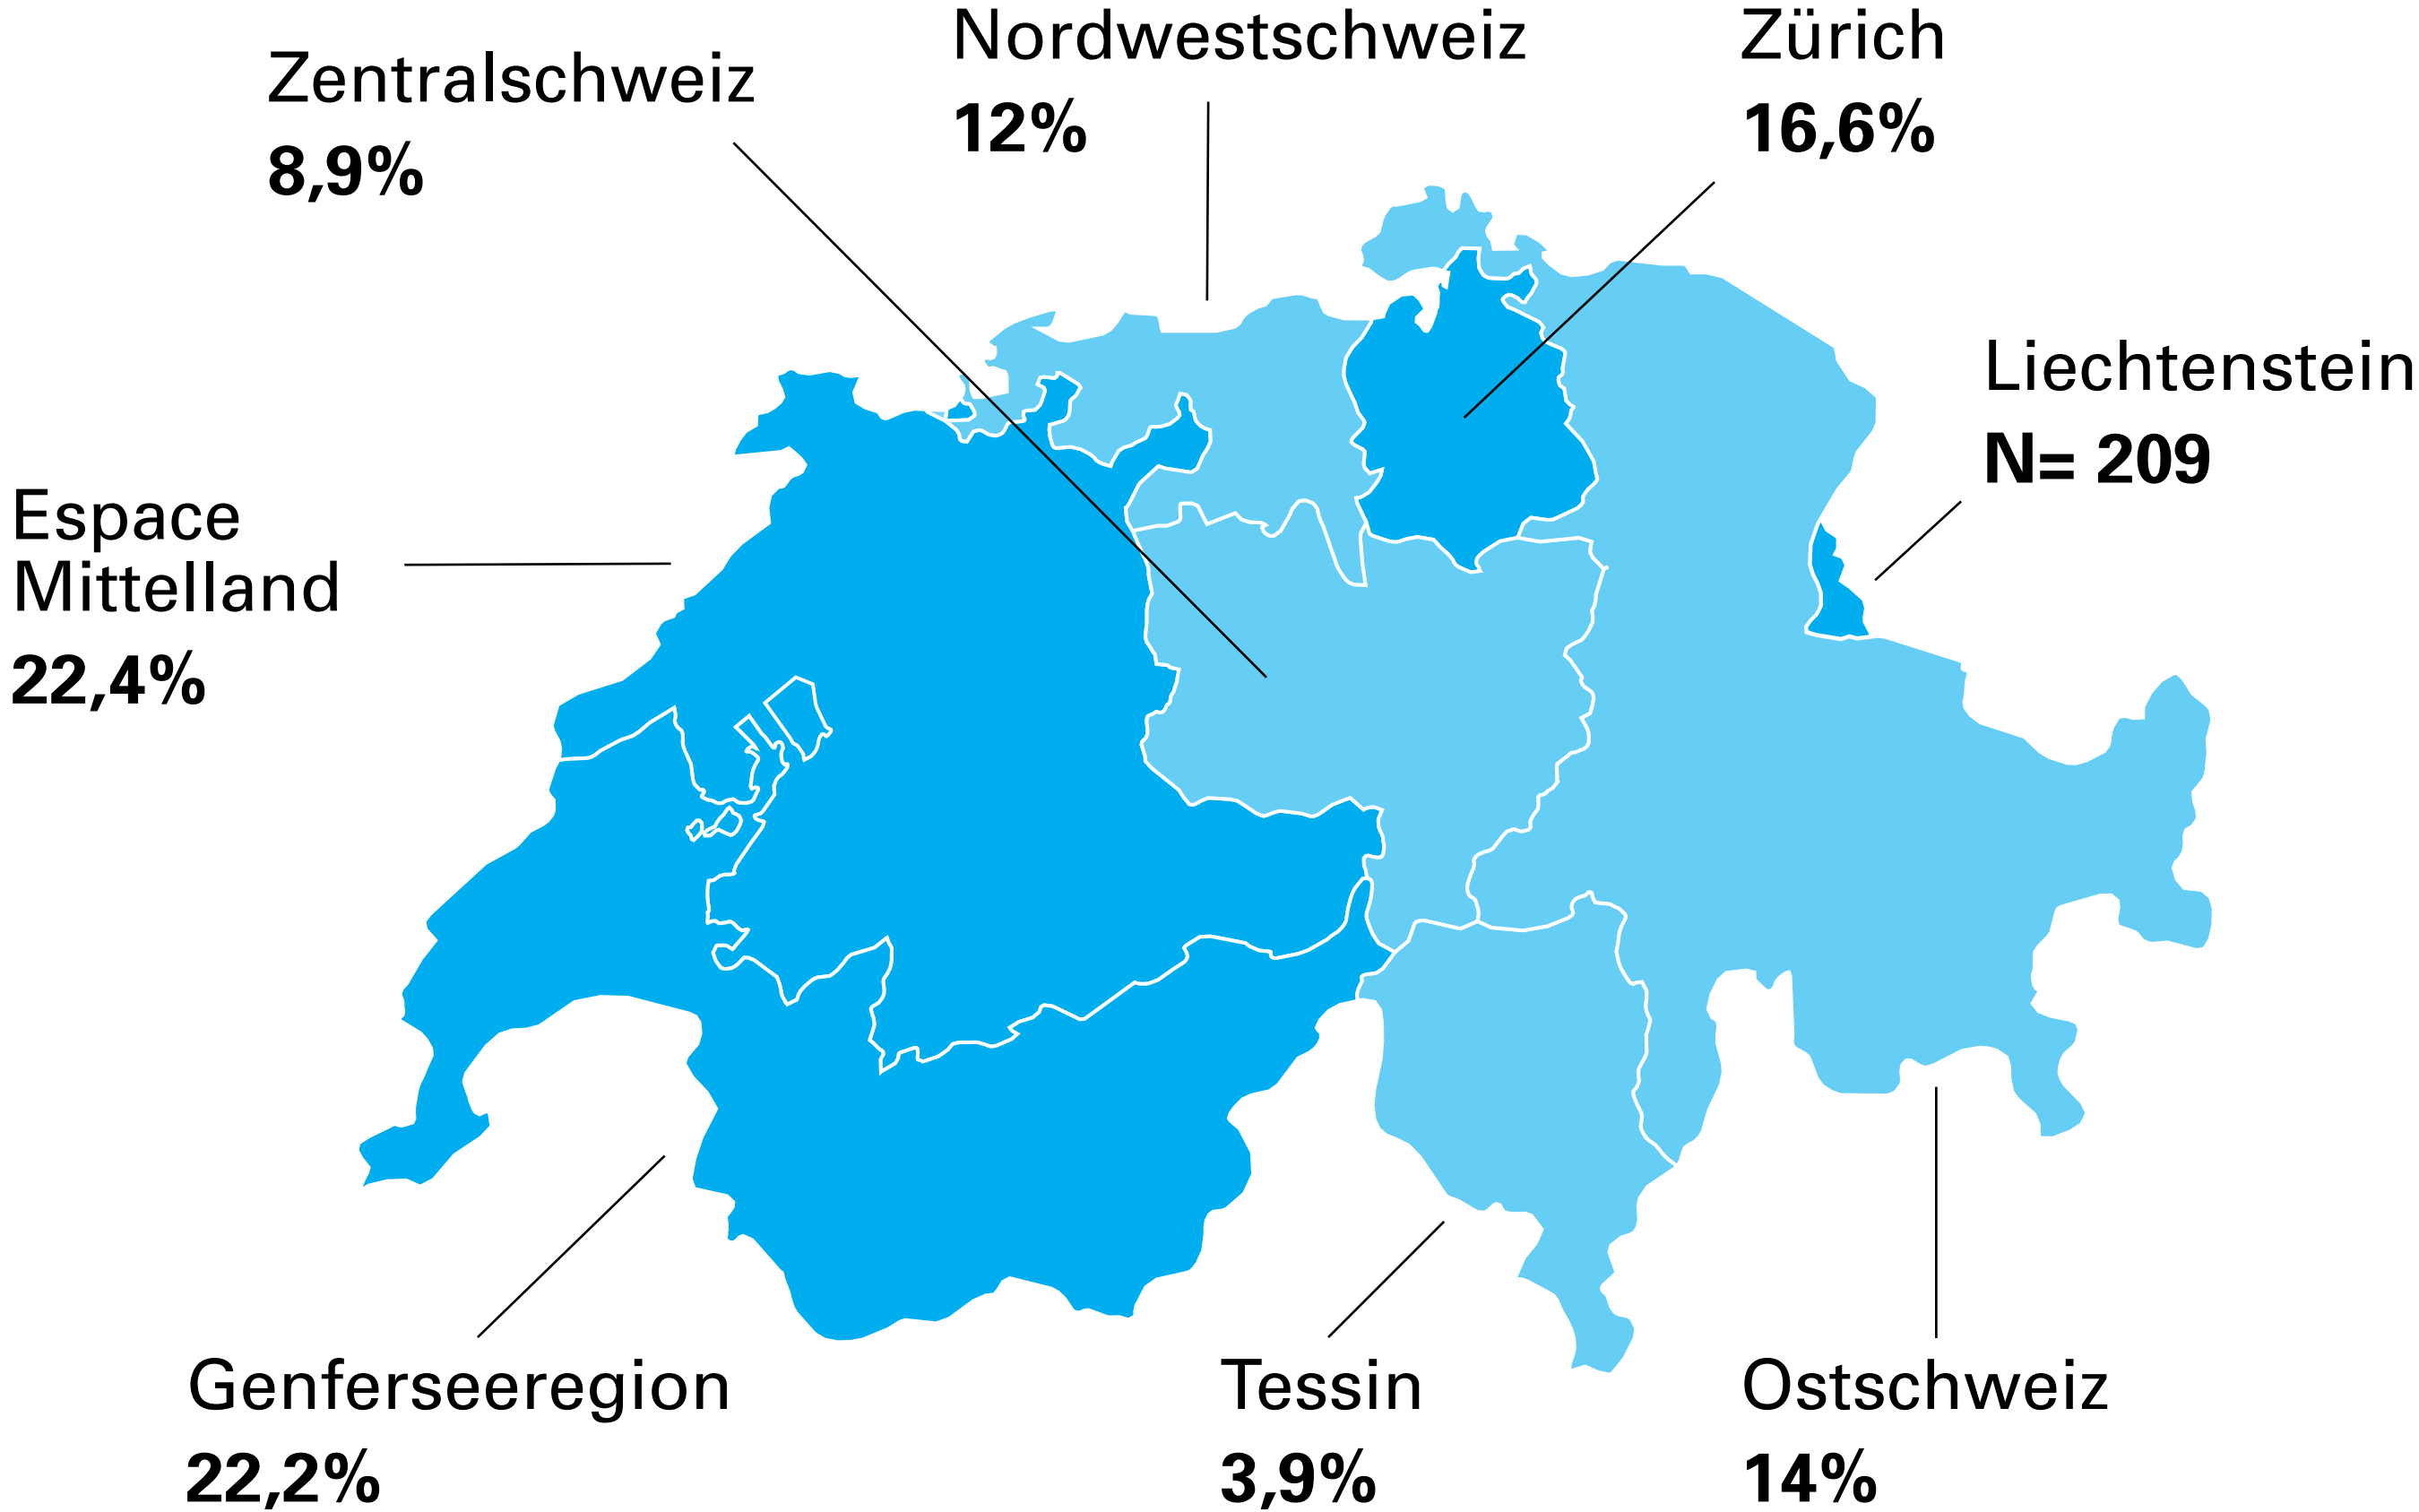 Zentralschweiz
8,9%
Nordwestschweiz
12%
Zürich
16,6%
Liechtenstein
N= 209
Espace
Mittelland
22,4%
Genferseeregion
22,2%
Tessin
3,9%
Ostschweiz
14%